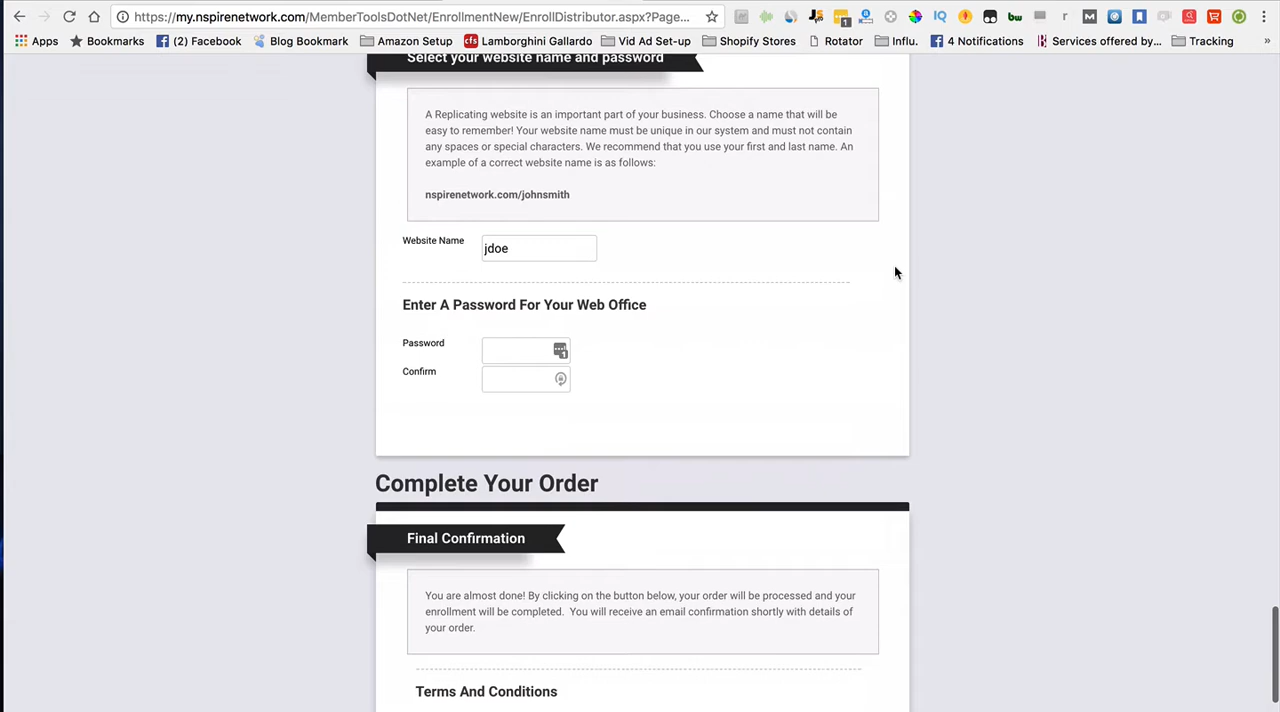 https://my.nspirenetwork.com/MemberToolsDotNet/EnrollmentNew/EnrollDistributor.aspx?Page...
Apps Bookmarks (2) Facebook Blog Bookmark Amazon Setup cfs Lamborghini Gallardo Vid Ad Set-up Shopify Stores Rotator Influ. 4 Notifications Services offered by... Tracking »
Select your website name and password
A Replicating website is an important part of your business. Choose a name that will be
easy to remember! Your website name must be unique in our system and must not contain
any spaces or special characters. We recommend that you use your first and last name. An
example of a correct website name is as follows:
nspirenetwork.com/johnsmith
Website Name jdoe
Enter A Password For Your Web Office
Password
Confirm
Complete Your Order
Final Confirmation
You are almost done! By clicking on the button below, your order will be processed and your
enrollment will be completed. You will receive an email confirmation shortly with details of
your order.
Terms And Conditions